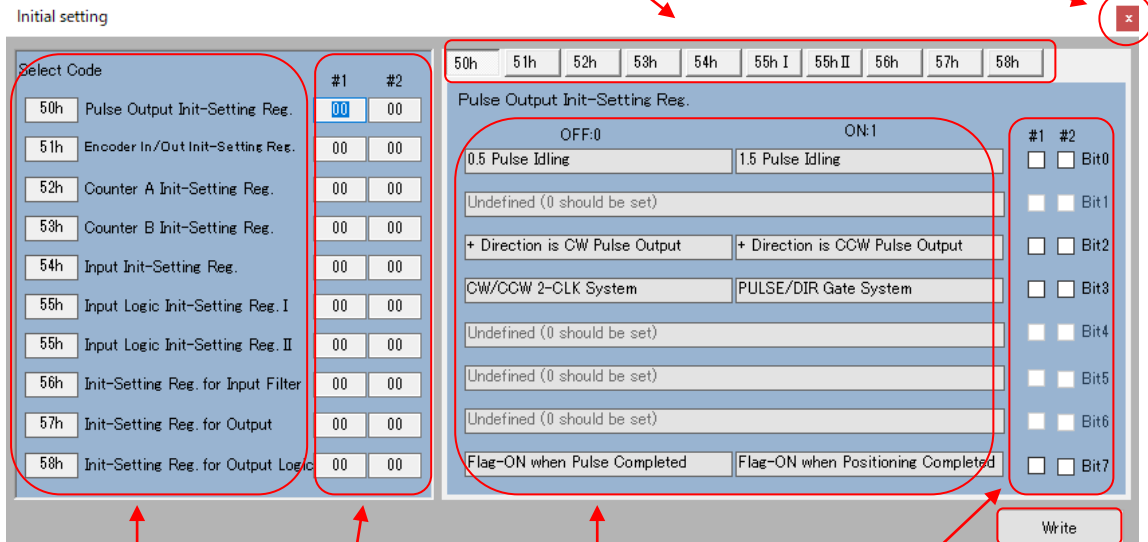 Initial setting
x
Select Code
#1 #2
50h Pulse Output Init-Setting Reg. 00 00
51h Encoder In/Out Init-Setting Reg. 00 00
52h Counter A Init-Setting Reg. 00 00
53h Counter B Init-Setting Reg. 00 00
54h Input Init-Setting Reg. 00 00
55h Input Logic Init-Setting Reg. I 00 00
55h Input Logic Init-Setting Reg. Ⅱ 00 00
56h Init-Setting Reg. for Input Filter 00 00
57h Init-Setting Reg. for Output 00 00
58h Init-Setting Reg. for Output Logic 00 00
50h 51h 52h 53h 54h 55h I 55h Ⅱ 56h 57h 58h
Pulse Output Init-Setting Reg.
OFF:0 ON:1 #1 #2
0.5 Pulse Idling 1.5 Pulse Idling Bit0
Undefined (0 should be set) Bit1
+ Direction is CW Pulse Output + Direction is CCW Pulse Output Bit2
CW/CCW 2-CLK System PULSE/DIR Gate System Bit3
Undefined (0 should be set) Bit4
Undefined (0 should be set) Bit5
Undefined (0 should be set) Bit6
Flag-ON when Pulse Completed Flag-ON when Positioning Completed Bit7
Write